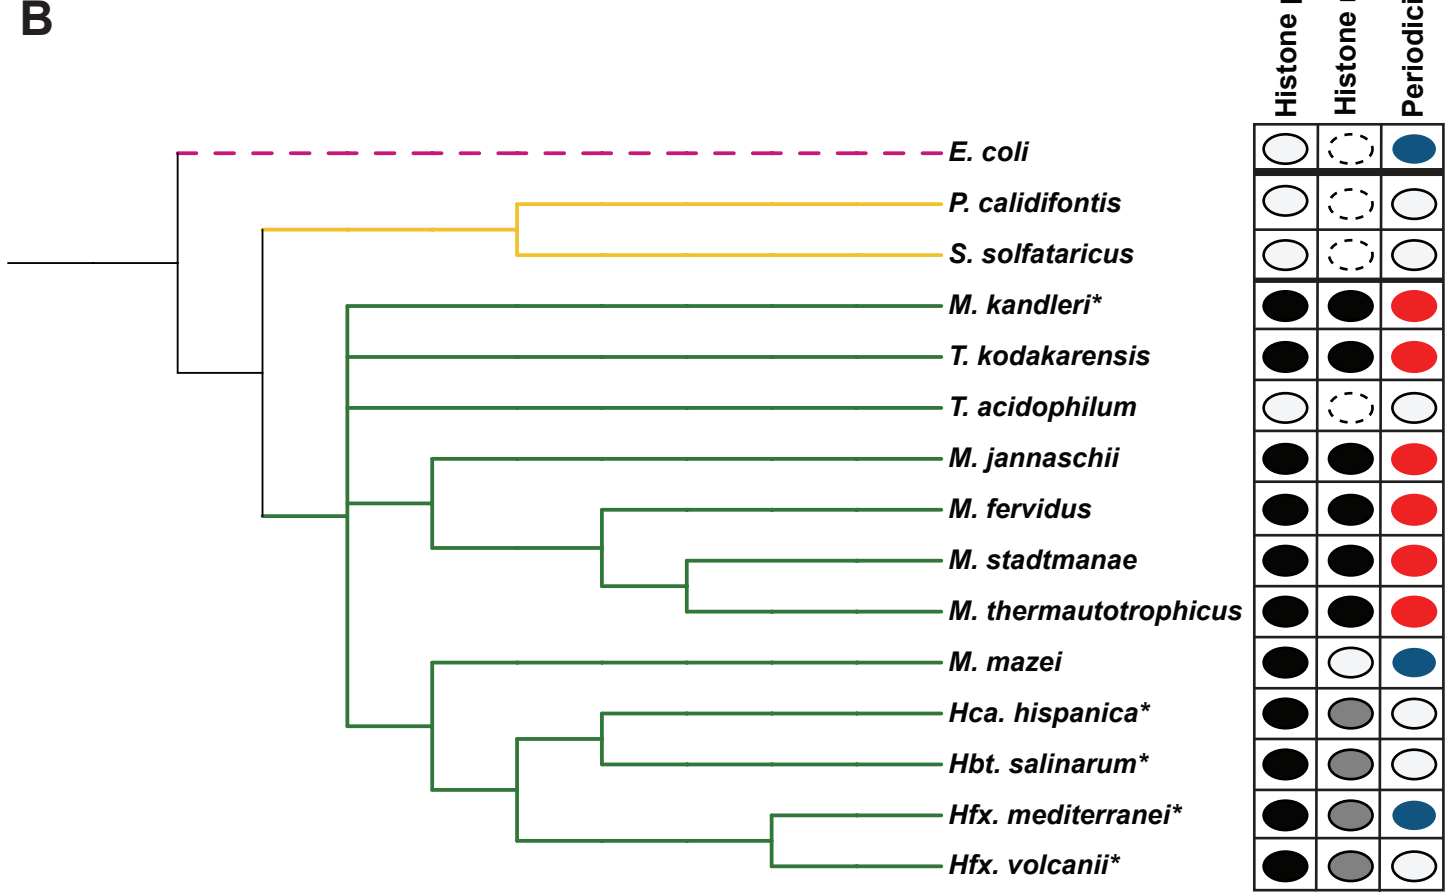 B
Histone
Histone
E. coli
P. calidifontis
S. solfataricus
M. kandleri*
T. kodakarensis
T. acidophilum
M. jannaschii
M. fervidus
M. stadtmanae
M. thermautotrophicus
M. mazei
Hca. hispanica*
Hbt. salinarum*
Hfx. mediterranei*
Hfx. volcanii*